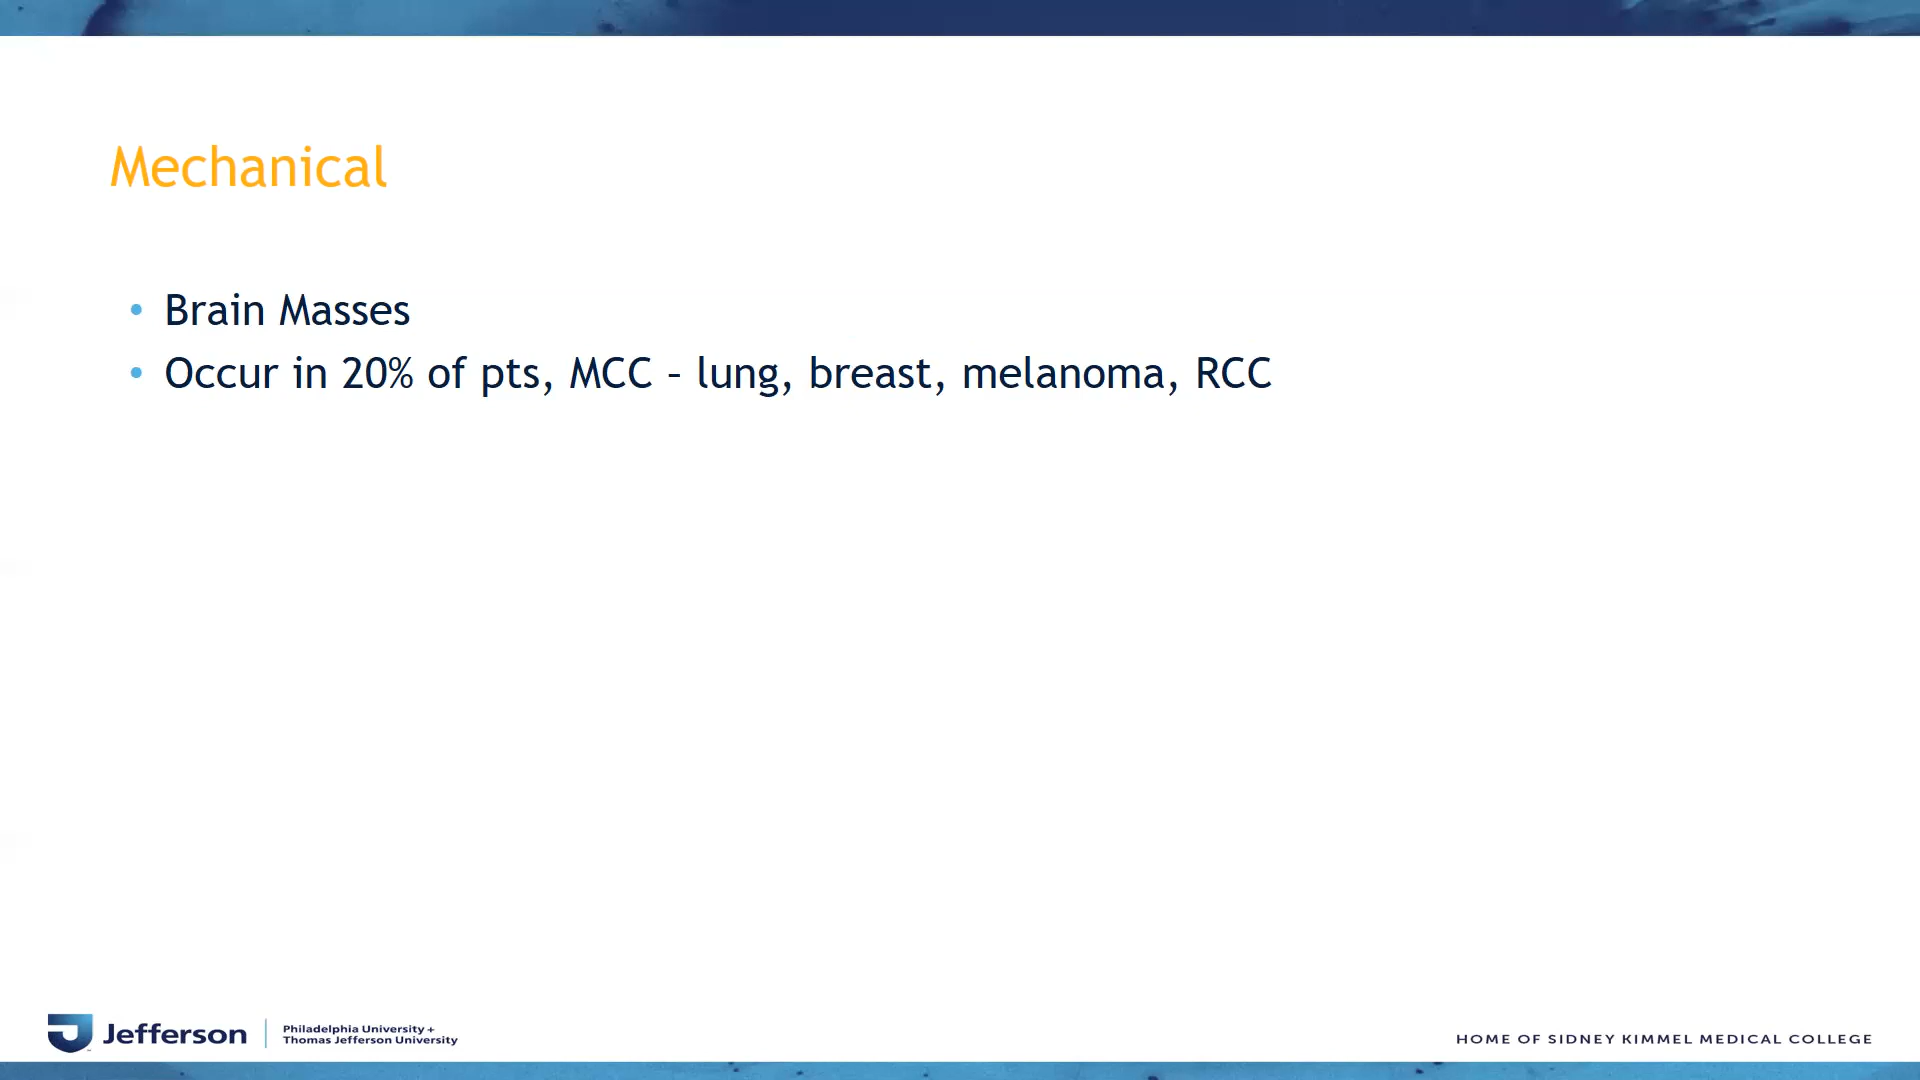 Mechanical
• Brain Masses
• Occur in 20% of pts, MCC – lung, breast, melanoma, RCC
Jefferson
Philadelphia University +
Thomas Jefferson University
HOME OF SIDNEY KIMMEL MEDICAL COLLEGE